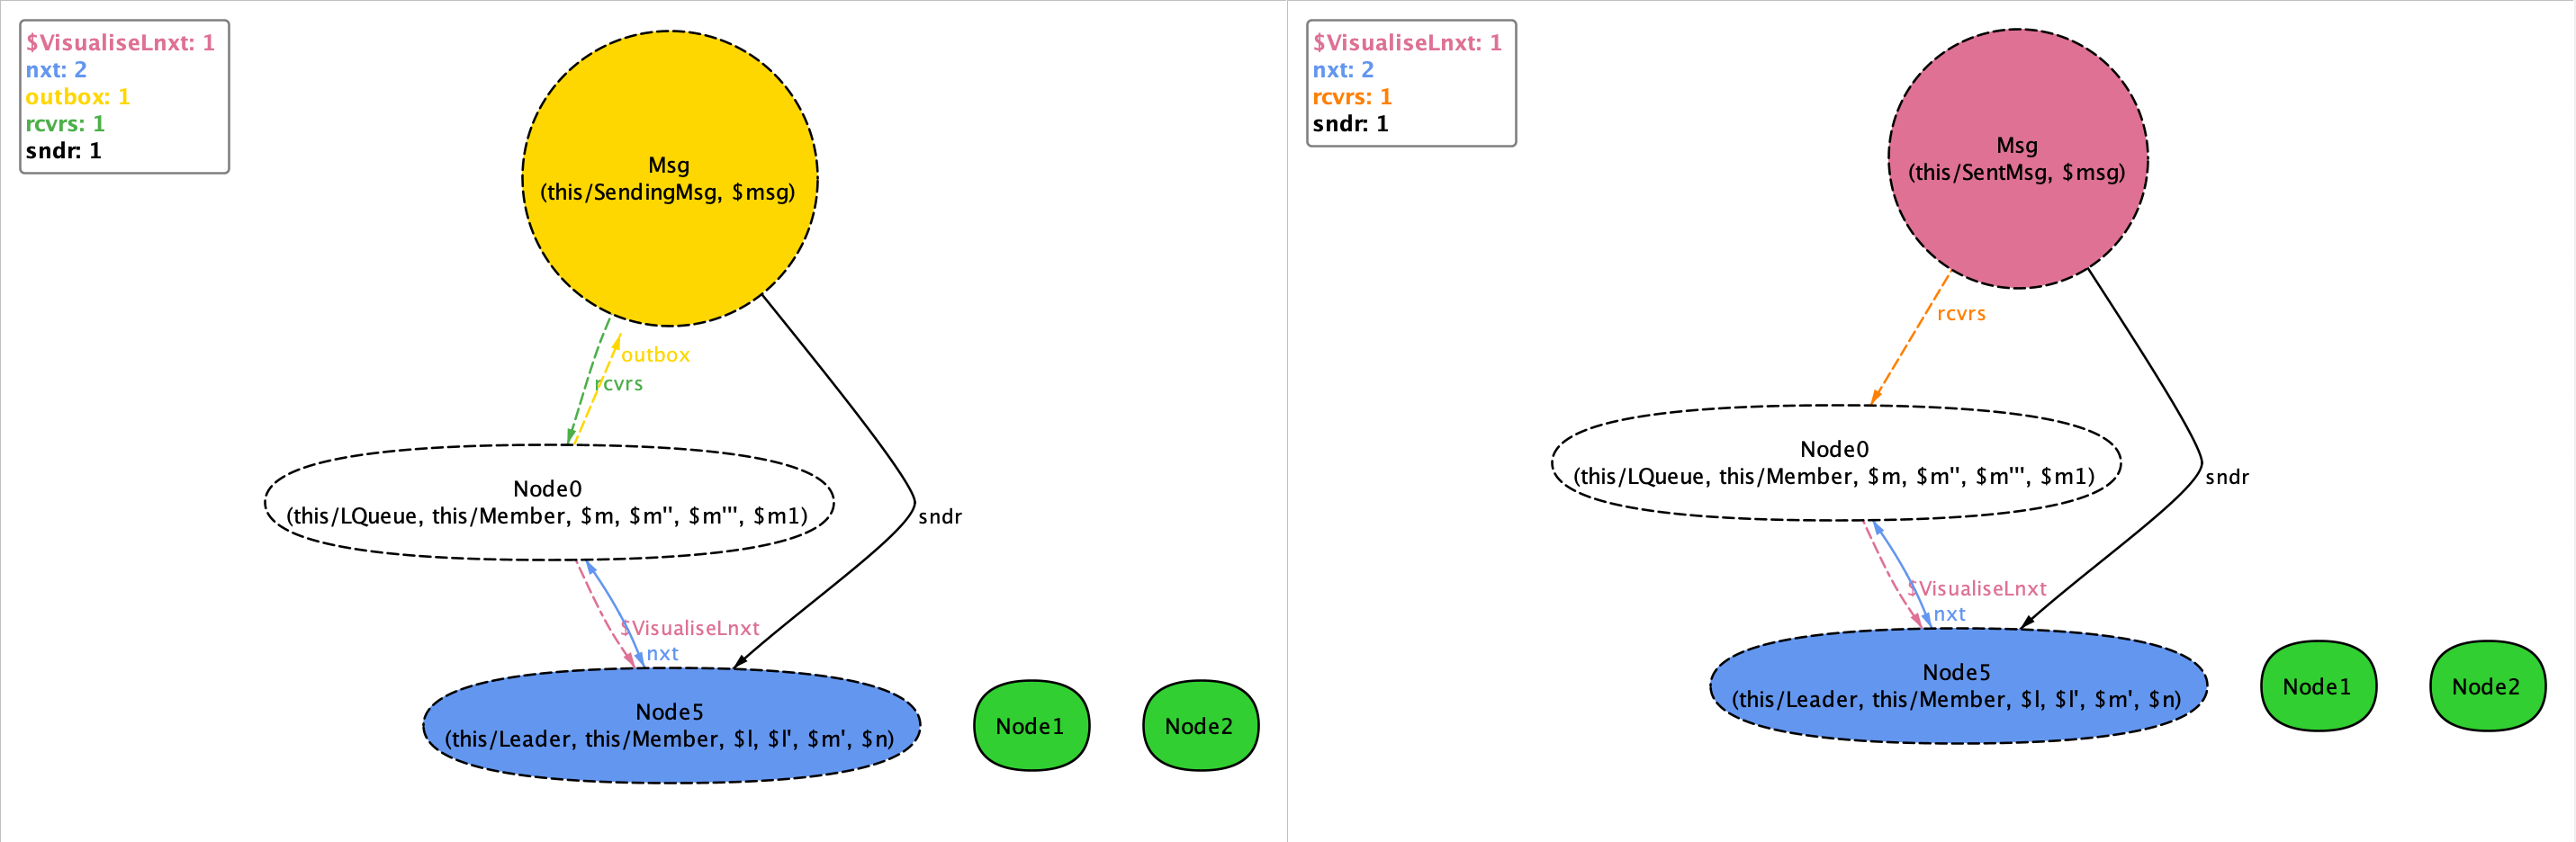 $VisualiseLnxt: 1
nxt: 2
outbox: 1
rcvrs: 1
sndr: 1
Msg
(this/SendingMsg, $msg)
outbox
rcvrs
Node0
(this/LQueue, this/Member, $m, $m", $m"', $m1)
sndr
$VisualiseLnxt
nxt
Node5
(this/Leader, this/Member, $l, $l', $m', $n)
Node1
Node2
$VisualiseLnxt: 1
nxt: 2
rcvrs: 1
sndr: 1
Msg
(this/SentMsg, $msg)
rcvrs
Node0
(this/LQueue, this/Member, $m, $m", $m"', $m1)
sndr
$VisualiseLnxt
nxt
Node5
(this/Leader, this/Member, $l, $l', $m', $n)
Node1
Node2